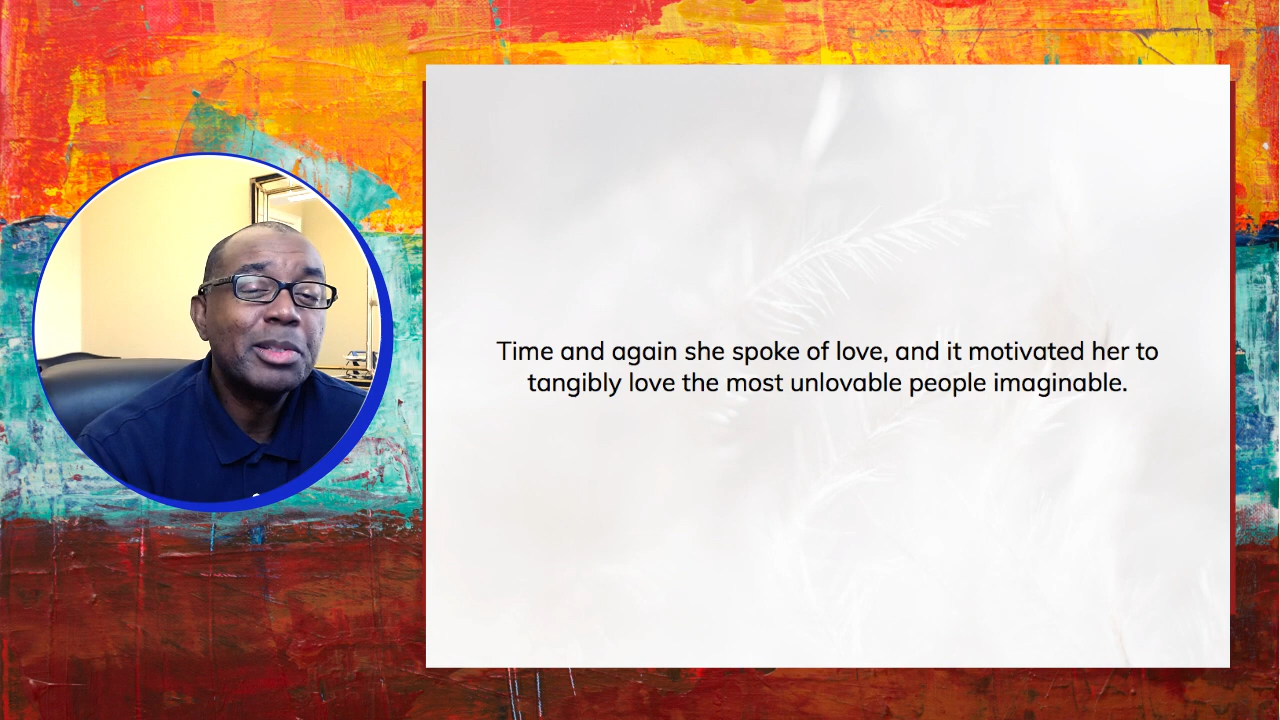 Time and again she spoke of love, and it motivated her to
tangibly love the most unlovable people imaginable.